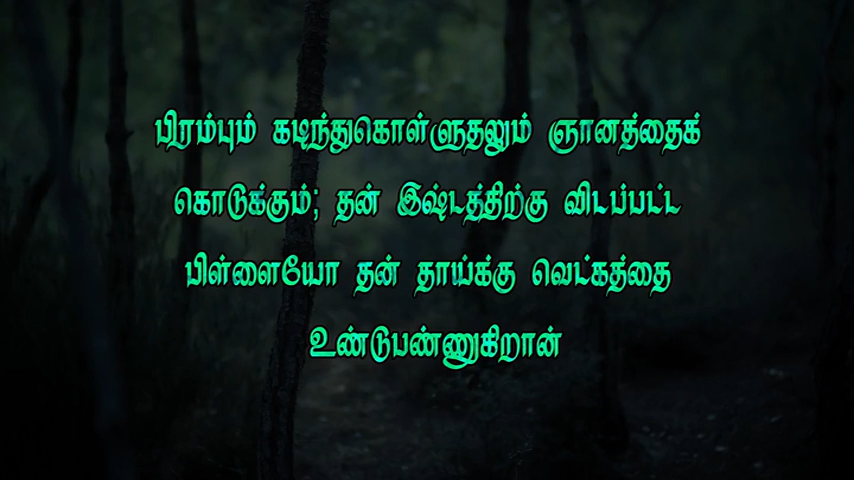 பிரம்பும் கடிந்துகொள்ளுதலும் ஞானத்தைக்
கொடுக்கும்; தன் இஷ்டத்திற்கு விடப்பட்ட
பிள்ளையோ தன் தாய்க்கு வெட்கத்தை
உண்டுபண்ணுகிறான்